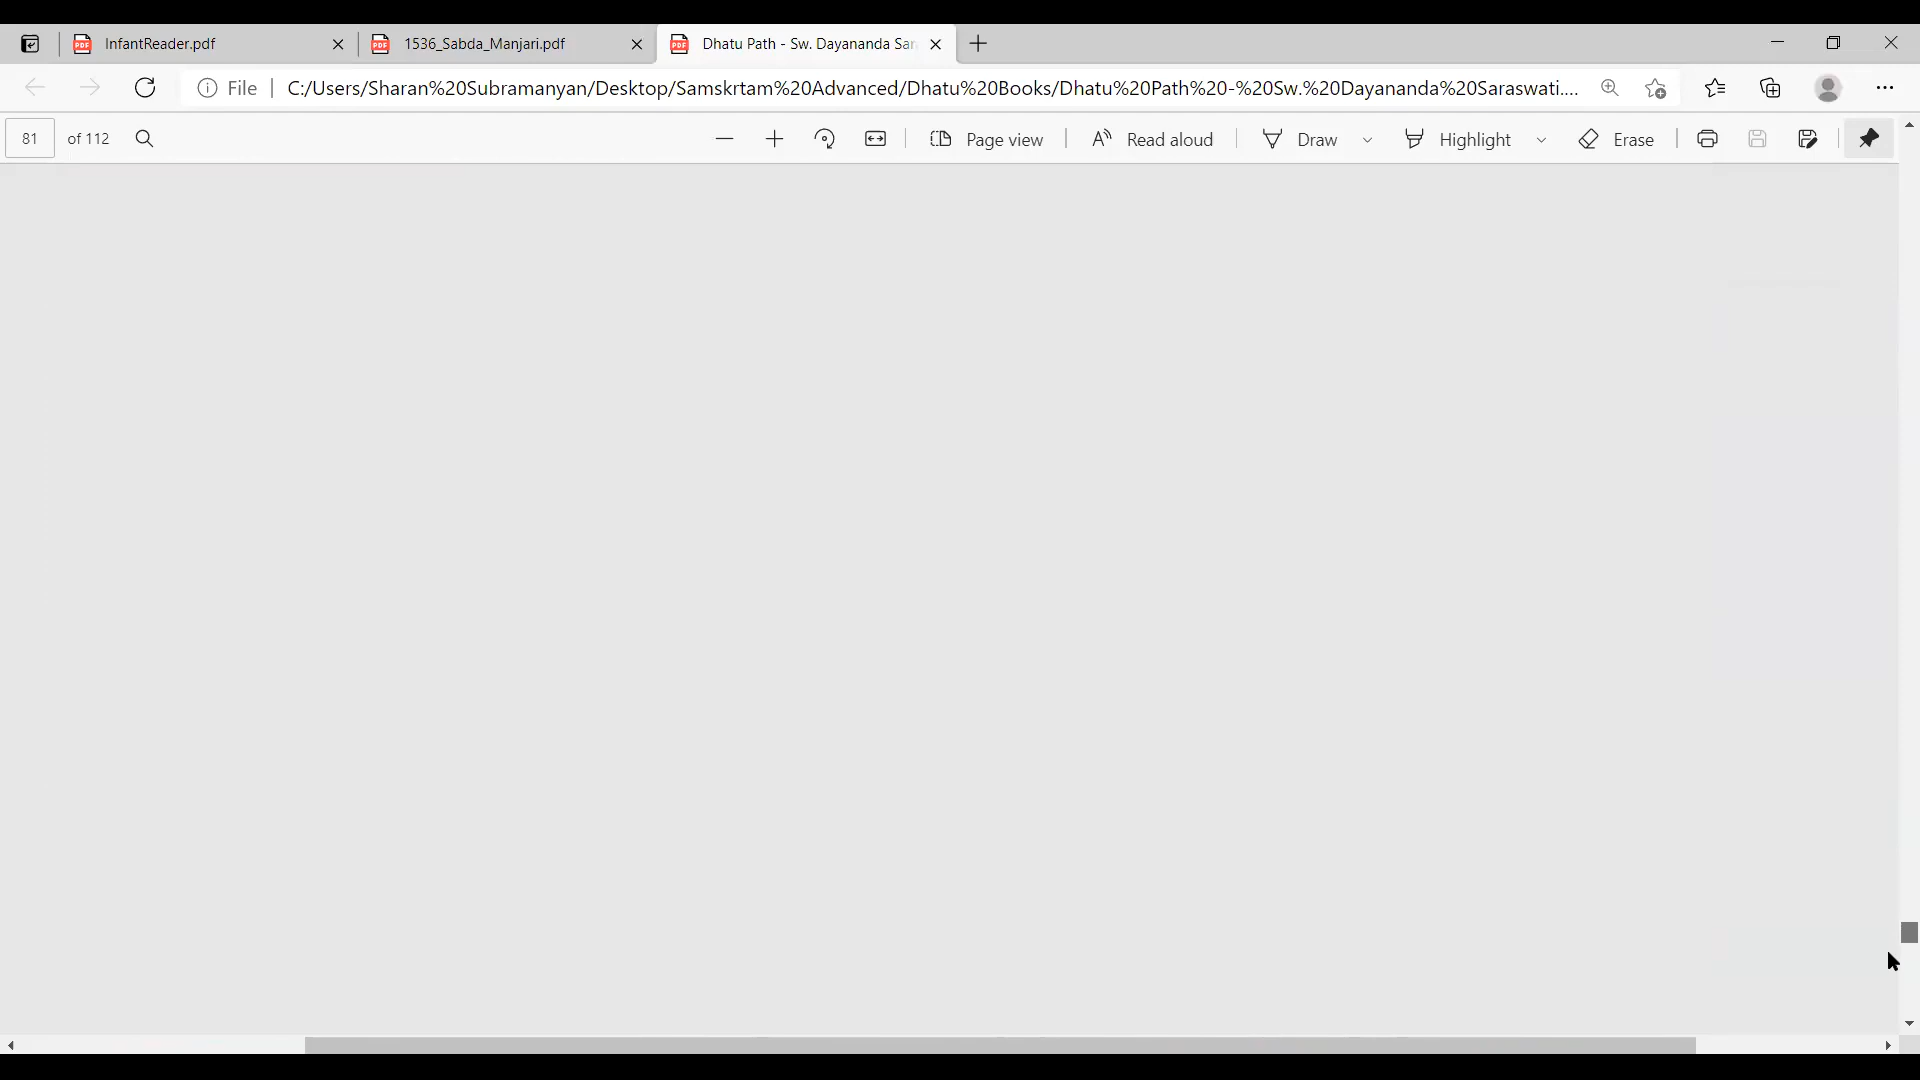 InfantReader.pdf
1536_Sabda_Manjari.pdf
Dhatu Path - Sw. Dayananda Sar
File
C:/Users/Sharan%20Subramanyan/Desktop/Samskrtam%20Advanced/Dhatu%20Books/Dhatu%20Path%20-%20Sw.%20Dayananda%20Saraswati....
81 of 112
Page view
Read aloud
Draw
Highlight
Erase